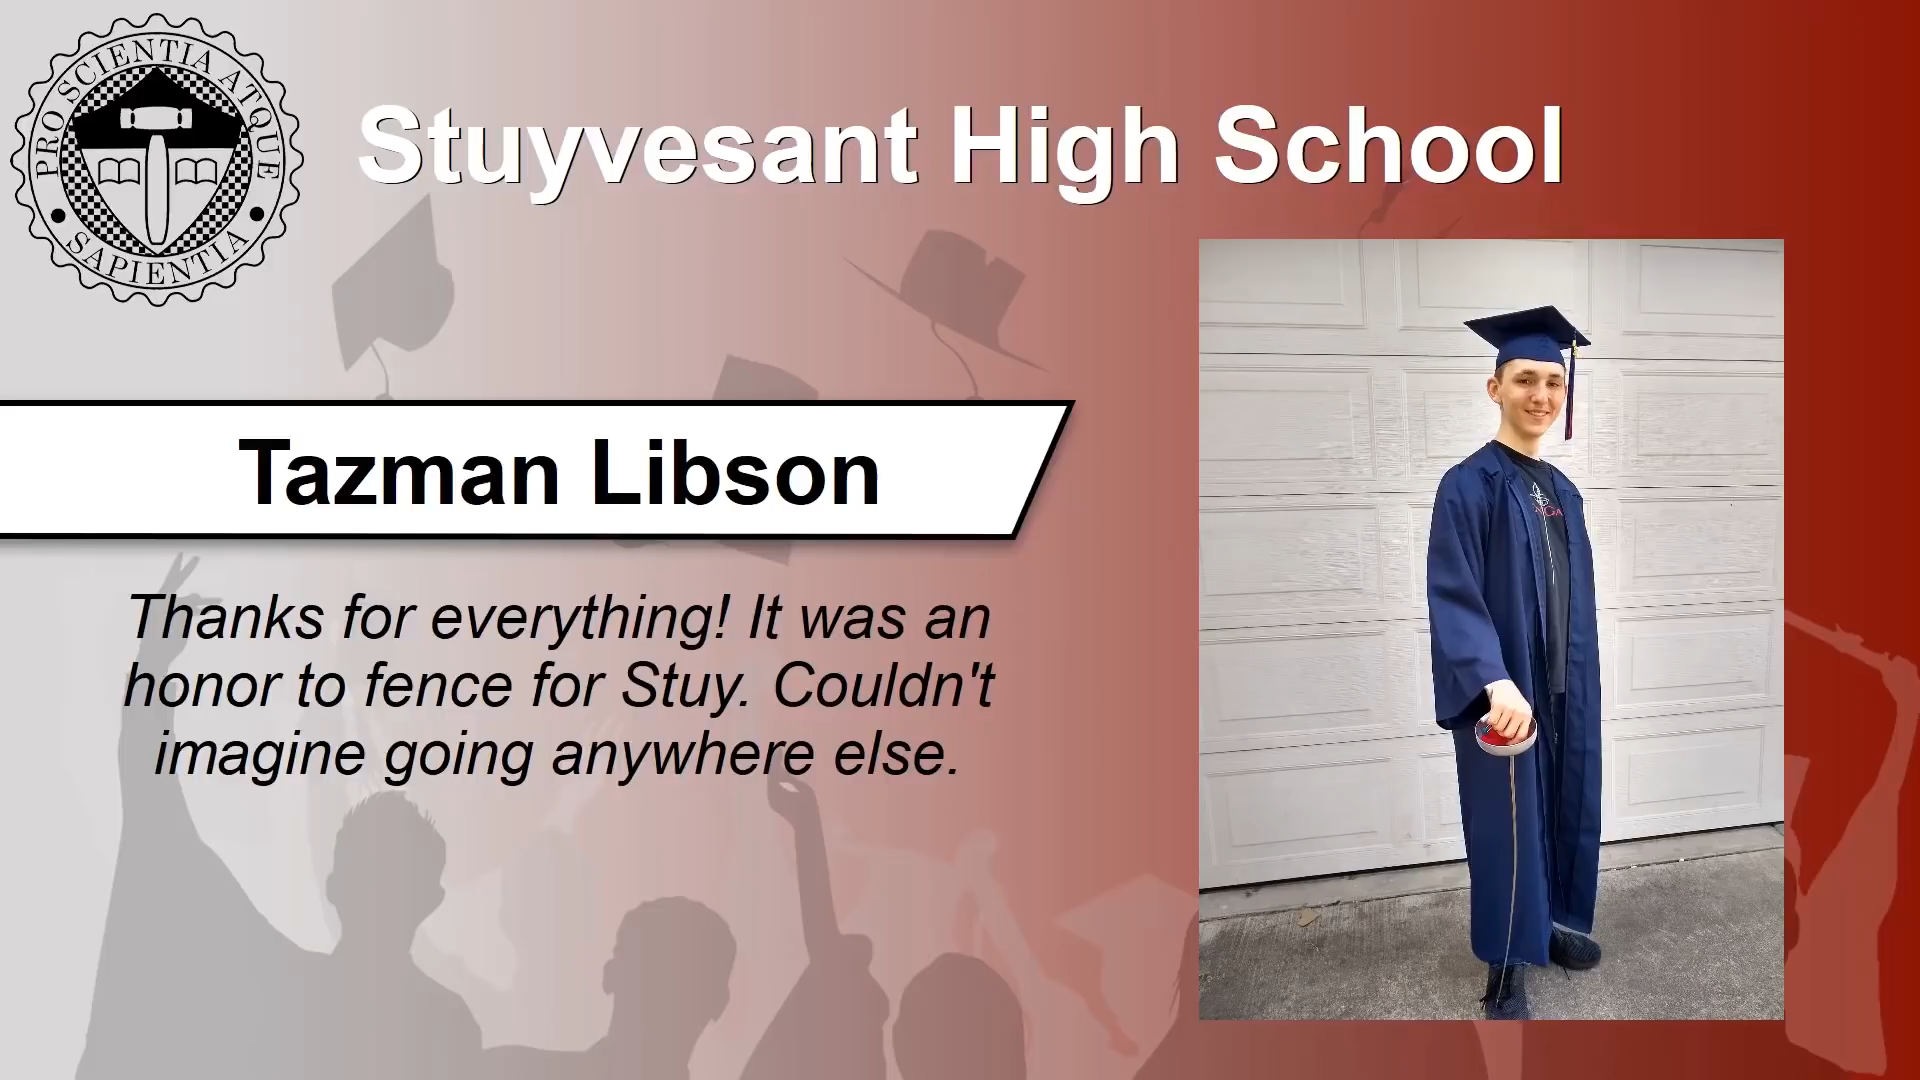 PRO SCIENTIA ATQUE
SAPIENTIA
Stuyvesant High School
Tazman Libson
Thanks for everything! It was an
honor to fence for Stuy. Couldn't
imagine going anywhere else.